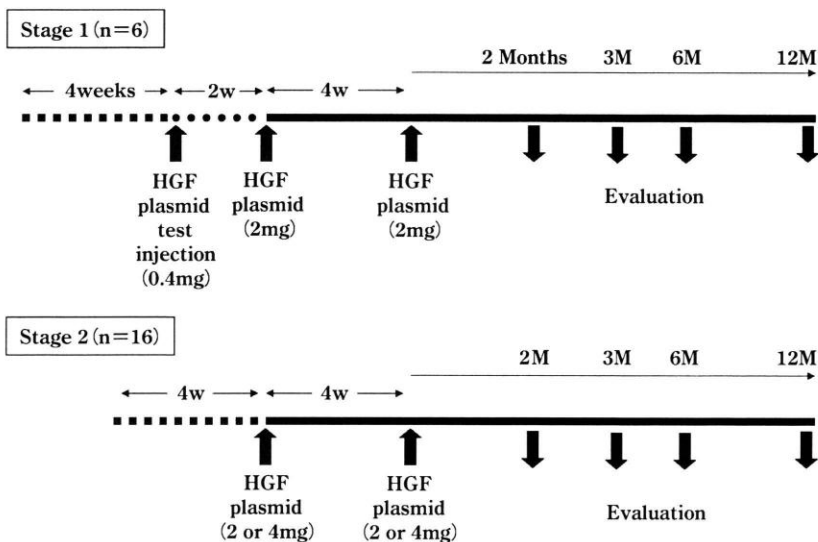 Stage 1 (n=6)
2 Months 3M 6M 12M
4weeks 2w 4w
HGF
plasmid
test
injection
(0.4mg)
HGF
plasmid
(2mg)
HGF
plasmid
(2mg)
Evaluation
Stage 2 (n=16)
2M 3M 6M 12M
4w 4w
HGF
plasmid
(2 or 4mg)
HGF
plasmid
(2 or 4mg)
Evaluation